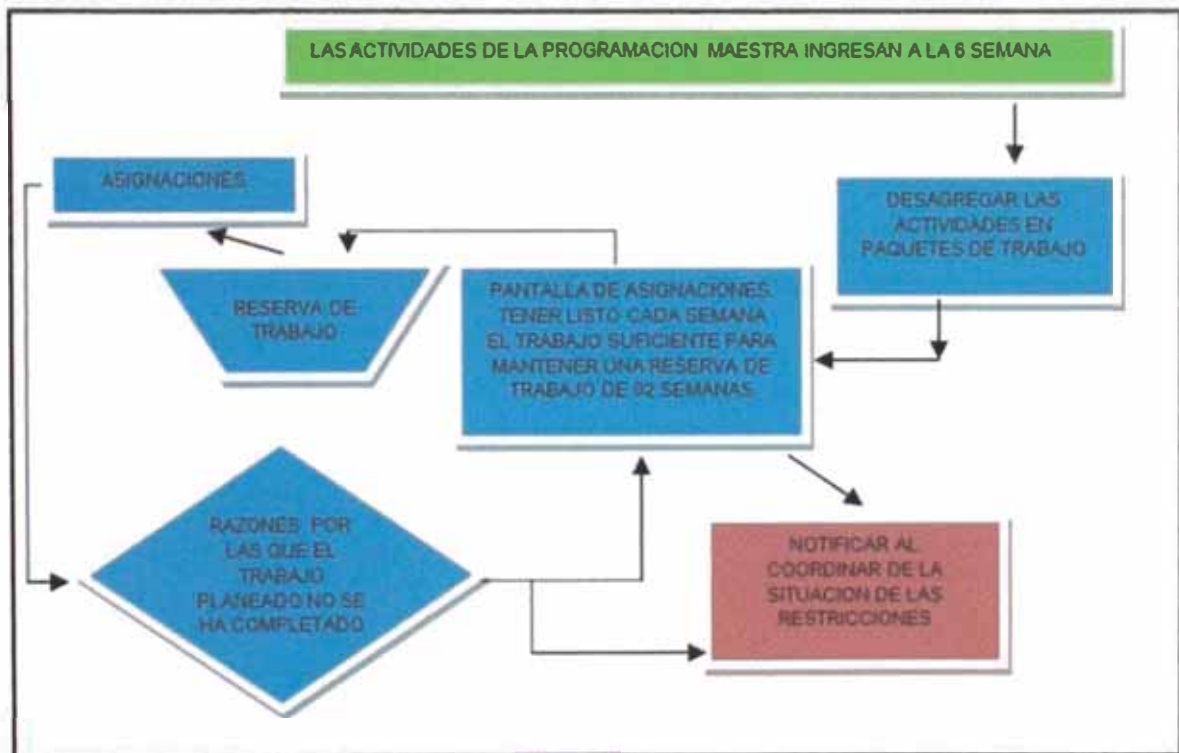 LAS ACTIVIDADES DE LA PROGRAMACION MAESTRA INGRESAN A LA 6 SEMANA
ASIGNACIONES
DESAGREGAR LAS
ACTIVIDADES EN
PAQUETES DE TRABAJO
RESERVA DE
TRABAJO
PANTALLA DE ASIGNACIONES.
TENER LISTO CADA SEMANA
EL TRABAJO SUFICIENTE PARA
MANTENER UNA RESERVA DE
TRABAJO DE 02 SEMANAS
RAZONES POR
LAS QUE EL
TRABAJO
PLANEADO NO SE
HA COMPLETADO
NOTIFICAR AL
COORDINAR DE LA
SITUACION DE LAS
RESTRICCIONES